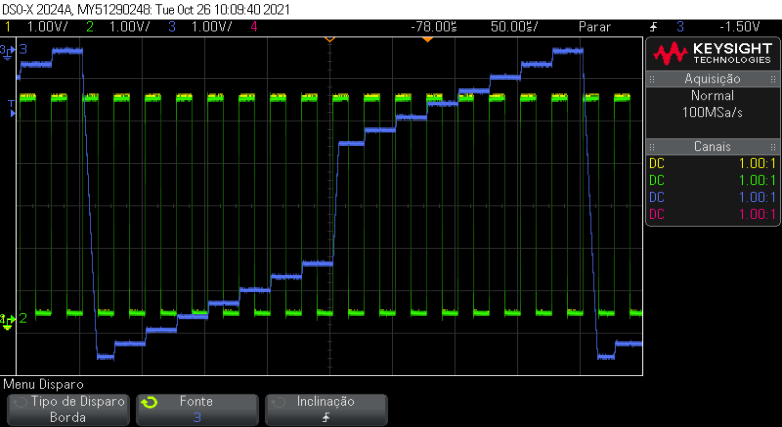 DSO-X 2024A, MY51290248: Tue Oct 26 10:09:40 2021
1 1.00V/ 2 1.00V/ 3 1.00V/ 4 -78.00s 50.00s/ Parar 3 -1.50V
3 3
T
2
KEYSIGHT
TECHNOLOGIES
Aquisição
Normal
100MSa/s
Canais
DC 1.00:1
DC 1.00:1
DC 1.00:1
DC 1.00:1
Menu Disparo
Tipo de Disparo
Borda
Fonte
3
Inclinação